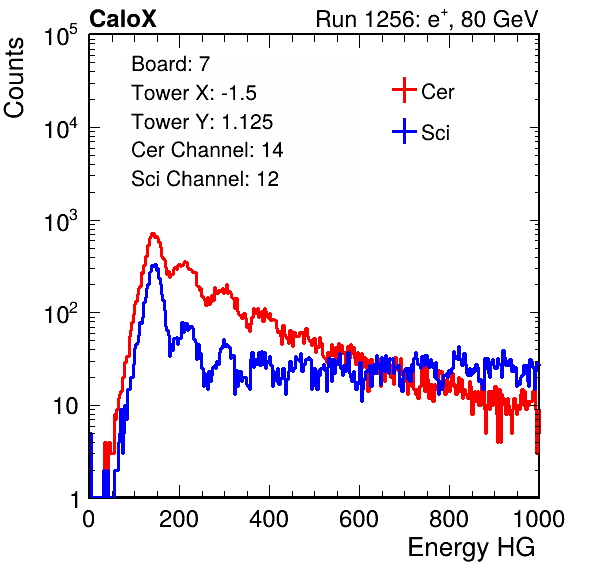 CaloX Run 1256: e⁺, 80 GeV
Counts
10⁵
10⁴
10³
10²
10
1
Board: 7
Tower X: -1.5
Tower Y: 1.125
Cer Channel: 14
Sci Channel: 12
Cer
Sci
0 200 400 600 800 1000
Energy HG